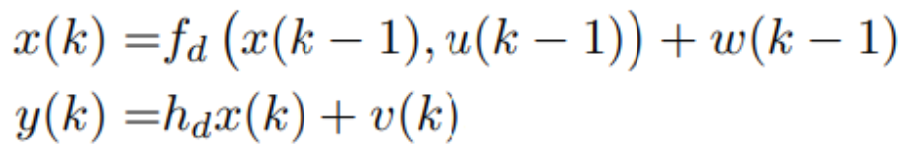 x(k) =f_d (x(k − 1), u(k − 1)) + w(k − 1)
y(k) =h_d x(k) + v(k)